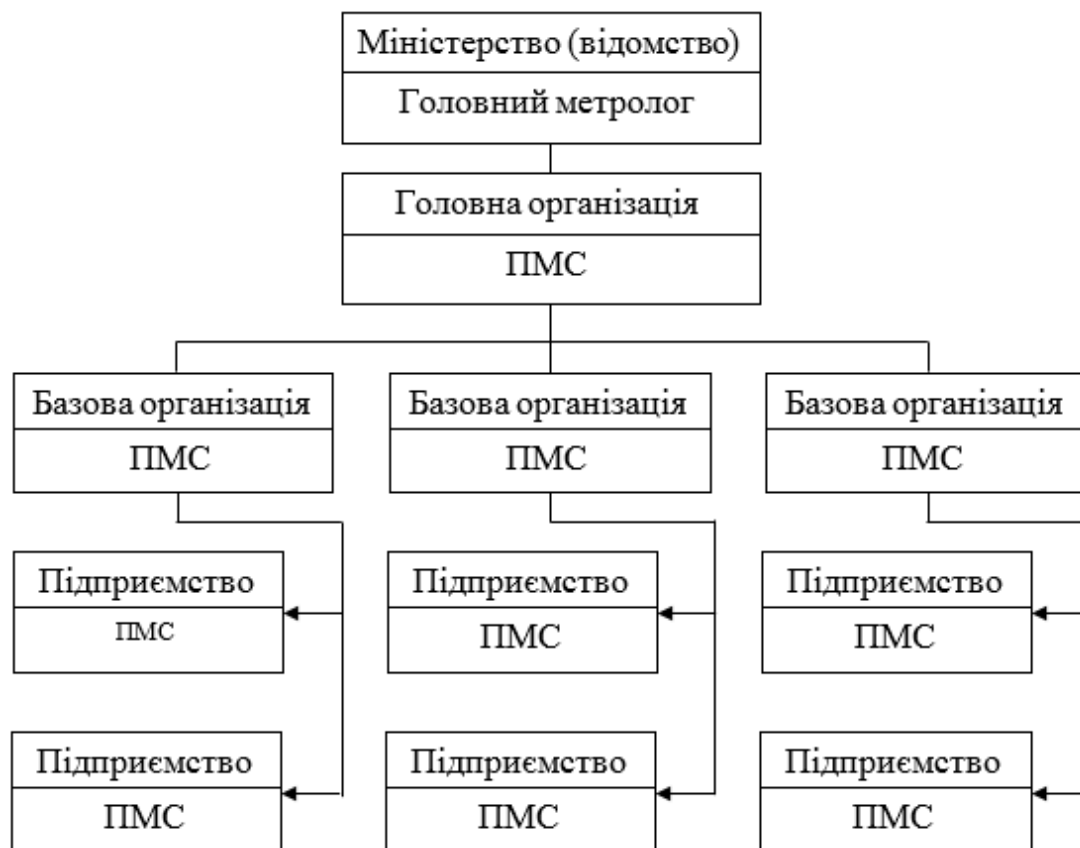 Міністерство (відомство)
Головний метролог
Головна організація
ПМС
Базова організація
ПМС
Базова організація
ПМС
Базова організація
ПМС
Підприємство
ПМС
Підприємство
ПМС
Підприємство
ПМС
Підприємство
ПМС
Підприємство
ПМС
Підприємство
ПМС